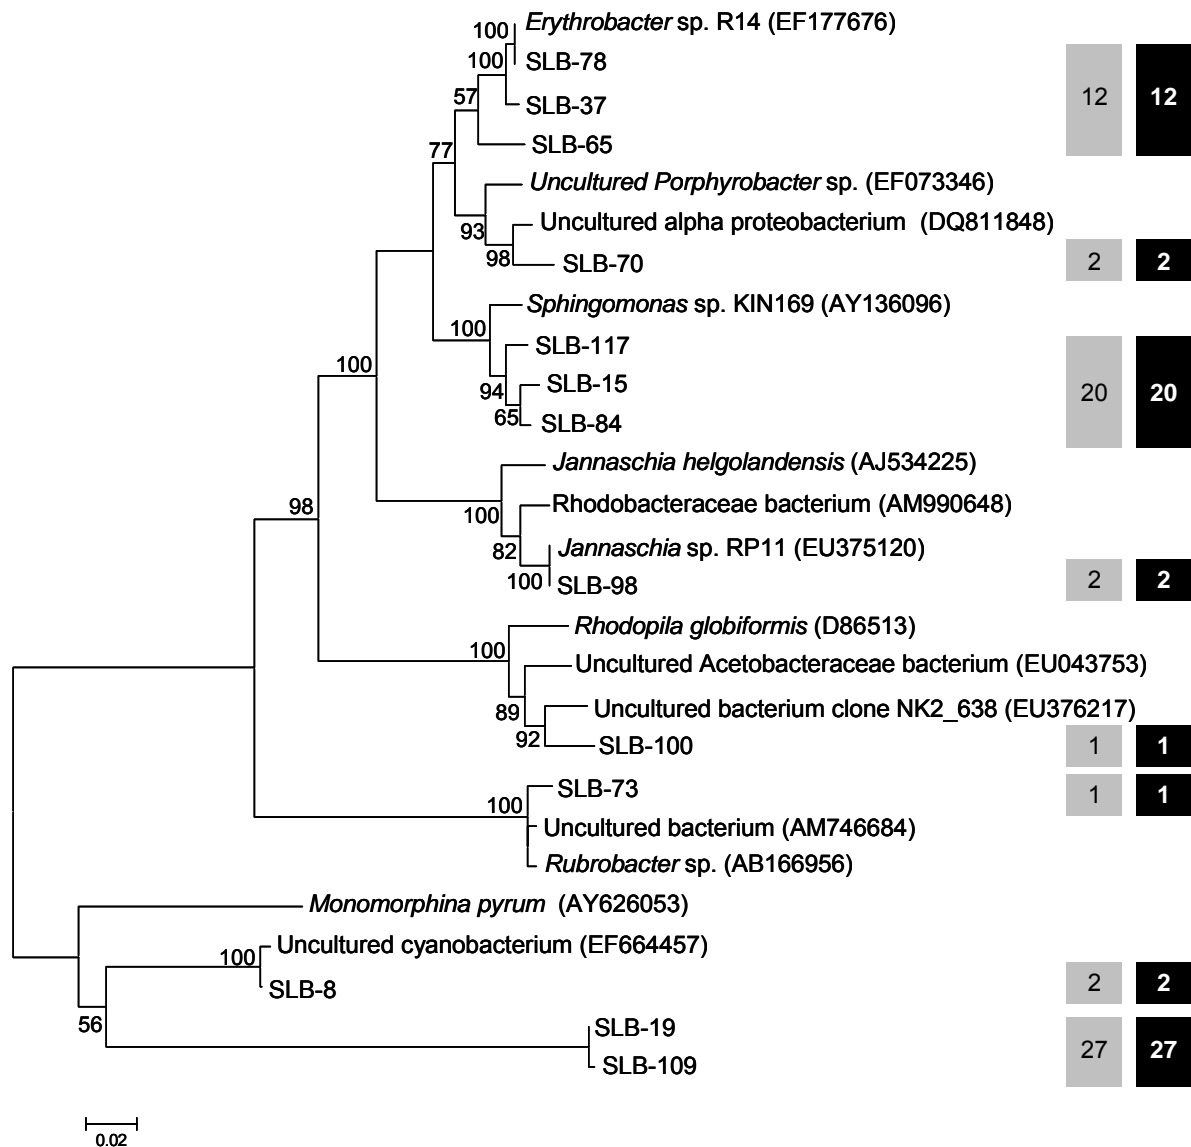 100 Erythrobacter sp. R14 (EF177676)
100 SLB-78
57 SLB-37 12 12
77 SLB-65
Uncultured Porphyrobacter sp. (EF073346)
93 Uncultured alpha proteobacterium (DQ811848)
98 SLB-70 2 2
Sphingomonas sp. KIN169 (AY136096)
100 SLB-117
94 SLB-15 20 20
65 SLB-84
100
Jannaschia helgolandensis (AJ534225)
98 100 Rhodobacteraceae bacterium (AM990648)
82 Jannaschia sp. RP11 (EU375120)
100 SLB-98 2 2
Rhodopila globiformis (D86513)
100 Uncultured Acetobacteraceae bacterium (EU043753)
89 Uncultured bacterium clone NK2_638 (EU376217)
92 SLB-100 1 1
SLB-73 1 1
100 Uncultured bacterium (AM746684)
Rubrobacter sp. (AB166956)
Monomorphina pyrum (AY626053)
100 Uncultured cyanobacterium (EF664457)
SLB-8 2 2
56 SLB-19
27 27
SLB-109
0.02